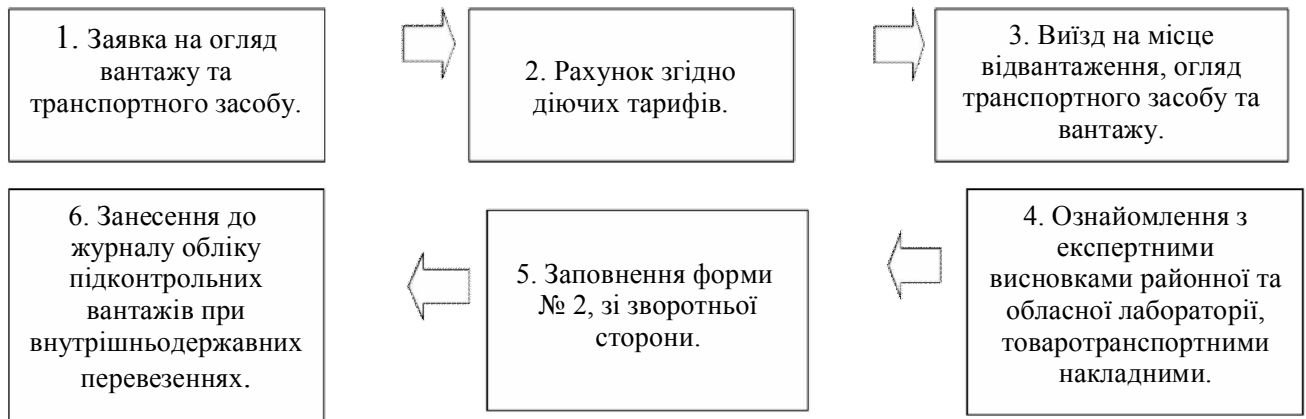 1. Заявка на огляд
вантажу та
транспортного засобу.
2. Рахунок згідно
діючих тарифів.
3. Виїзд на місце
відвантаження, огляд
транспортного засобу та
вантажу.
4. Ознайомлення з
експертними
висновками районної та
обласної лабораторії,
товаротранспортними
накладними.
5. Заповнення форми
№ 2, зі зворотньої
сторони.
6. Занесення до
журналу обліку
підконтрольних
вантажів при
внутрішньодержавних
перевезеннях.